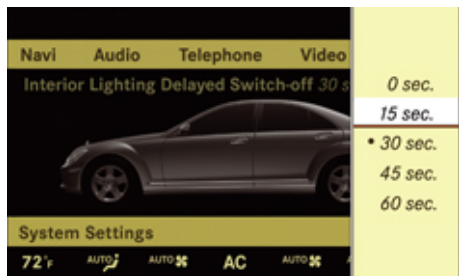 Navi Audio Telephone Video
Interior Lighting Delayed Switch-off 30 s
0 sec.
15 sec.
• 30 sec.
45 sec.
60 sec.
System Settings
72°F AUTO AUTO AC AUTO